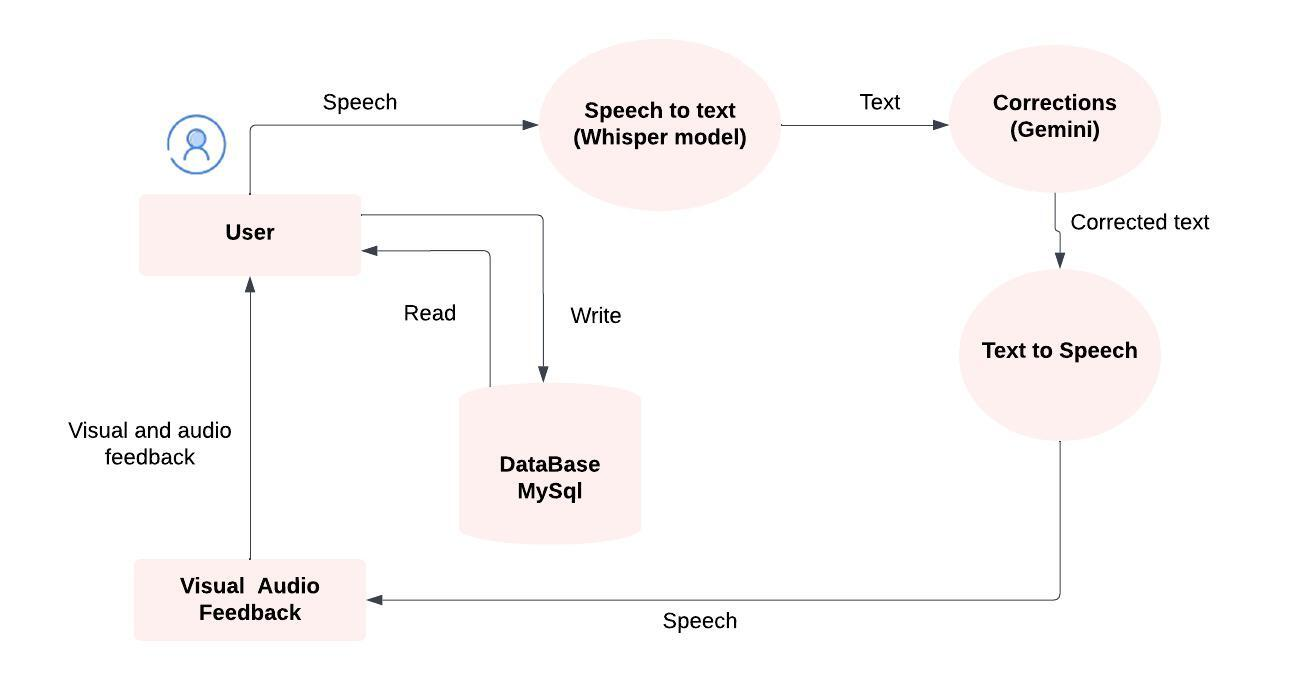 Speech
Speech to text
(Whisper model)
Text
Corrections
(Gemini)
Corrected text
User
Read
Write
Text to Speech
Visual and audio
feedback
DataBase
MySql
Visual  Audio
Feedback
Speech